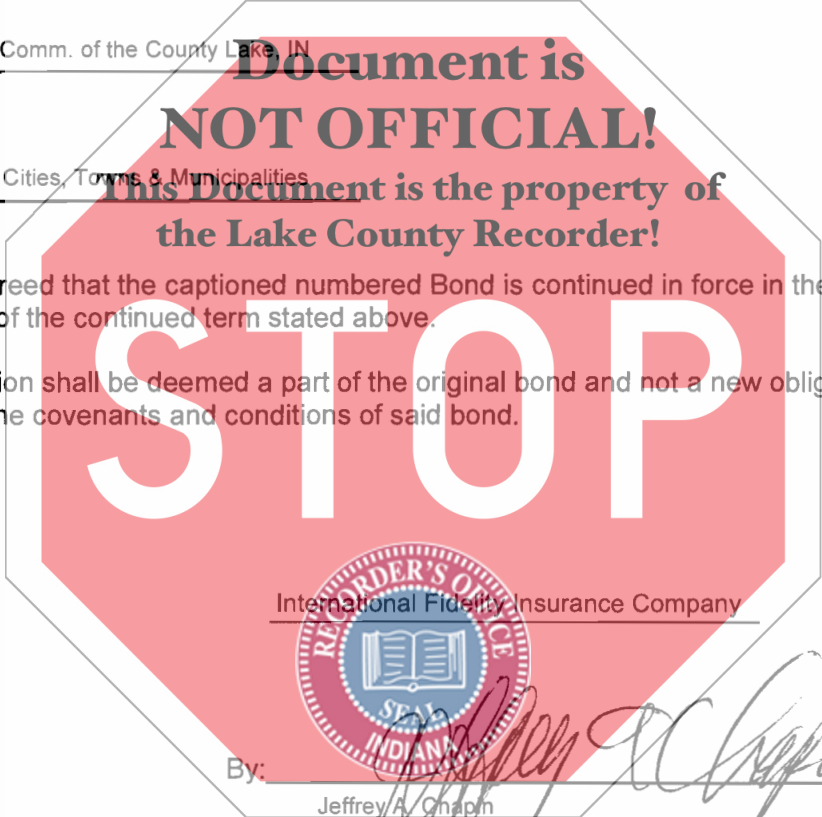 Comm. of the County Lake, IN
Document is
NOT OFFICIAL!
Cities, Towns & Municipalities
This Document is the property of
the Lake County Recorder!
reed that the captioned numbered Bond is continued in force in the
of the continued term stated above.
STOP
ion shall be deemed a part of the original bond and not a new oblig
ne covenants and conditions of said bond.
RECORDER'S OFFICE
International Fidelity Insurance Company
SEAL
INDIANA
By:
Jeffrey A. Chapin